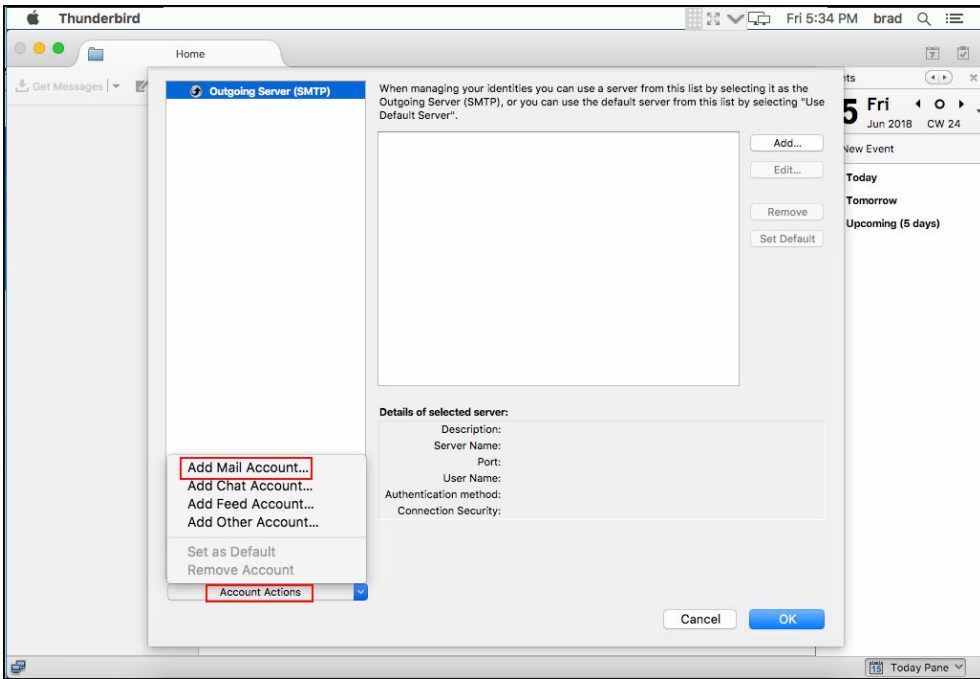 Thunderbird
Fri 5:34 PM brad
Home
Get Messages
Outgoing Server (SMTP)
When managing your identities you can use a server from this list by selecting it as the
Outgoing Server (SMTP), or you can use the default server from this list by selecting "Use
Default Server".
Add...
Edit...
Remove
Set Default
Details of selected server:
Description:
Server Name:
Port:
User Name:
Authentication method:
Connection Security:
Add Mail Account...
Add Chat Account...
Add Feed Account...
Add Other Account...
Set as Default
Remove Account
Account Actions
Cancel
OK
nts
5 Fri
Jun 2018 CW 24
New Event
Today
Tomorrow
Upcoming (5 days)
15 Today Pane